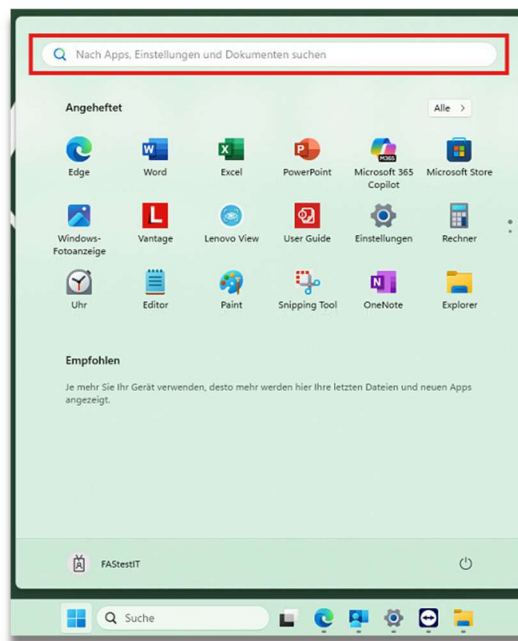 Nach Apps, Einstellungen und Dokumenten suchen
Angeheftet
Alle
Edge
Word
Excel
PowerPoint
Microsoft 365
Copilot
Microsoft Store
Windows-
Fotoanzeige
Vantage
Lenovo View
User Guide
Einstellungen
Rechner
Uhr
Editor
Paint
Snipping Tool
OneNote
Explorer
Empfohlen
Je mehr Sie Ihr Gerät verwenden, desto mehr werden hier Ihre letzten Dateien und neuen Apps
angezeigt.
FAStestIT
Suche